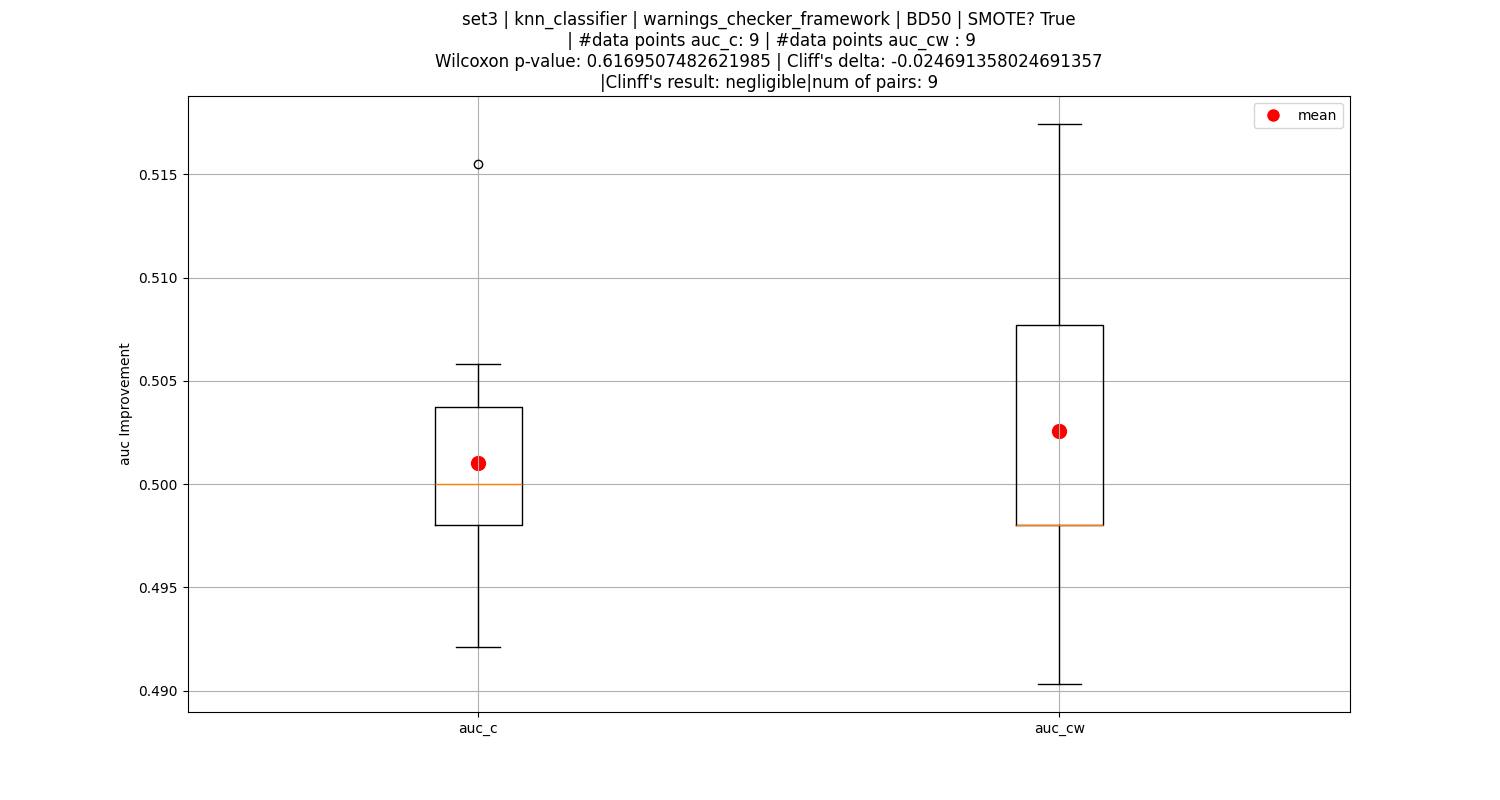 set3 | knn_classifier | warnings_checker_framework | BD50 | SMOTE? True
| #data points auc_c: 9 | #data points auc_cw : 9
Wilcoxon p-value: 0.6169507482621985 | Cliff's delta: -0.024691358024691357
|Clinff's result: negligible|num of pairs: 9
mean
0.515
0.510
0.505
0.500
0.495
0.490
auc Improvement
auc_c
auc_cw